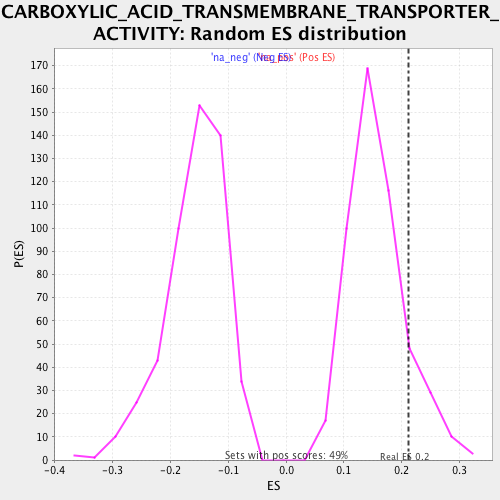 CARBOXYLIC_ACID_TRANSMEMBRANE_TRANSPORTER_
ACTIVITY: Random ES distribution
'na_neg' (Neg ES)
'na_pos' (Pos ES)
170
160
150
140
130
120
110
100
90
80
70
60
50
40
30
20
10
0
P(ES)
Sets with pos scores: 49%
Real ES 0.2
-0.4 -0.3 -0.2 -0.1 0.0 0.1 0.2 0.3
ES